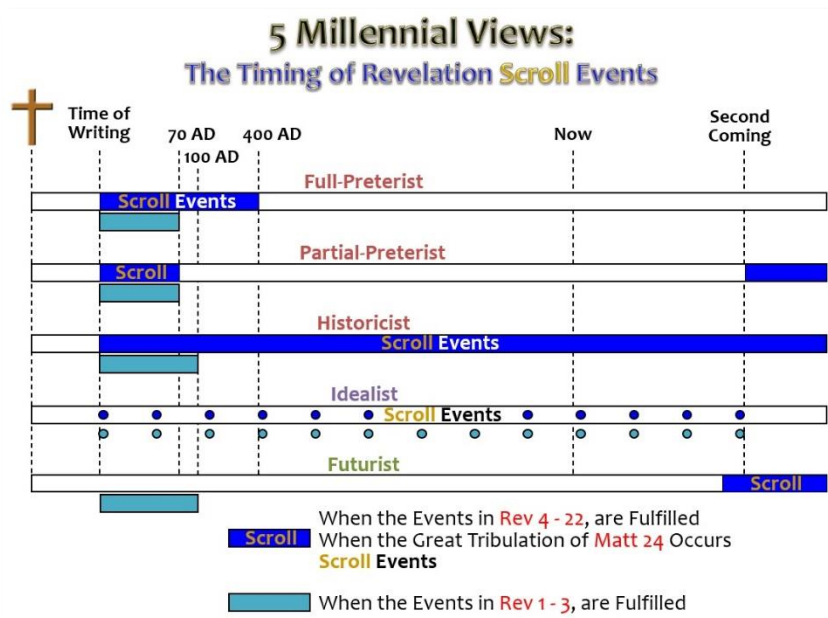 5 Millennial Views:
The Timing of Revelation Scroll Events
Time of
Writing
70 AD
100 AD
400 AD
Now
Second
Coming
Full-Preterist
Scroll Events
Partial-Preterist
Scroll
Historicist
Scroll Events
Idealist
Scroll Events
Futurist
Scroll
When the Events in Rev 4 - 22, are Fulfilled
Scroll When the Great Tribulation of Matt 24 Occurs
Scroll Events
When the Events in Rev 1 - 3, are Fulfilled